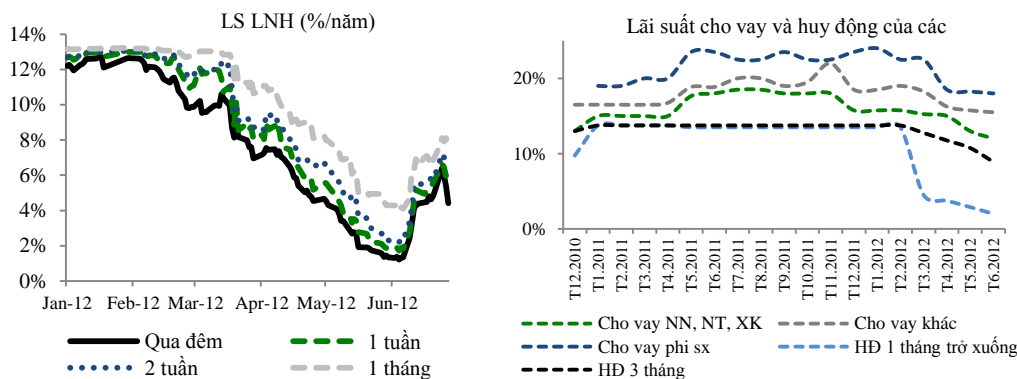 LS LNH (%/năm)
14%
12%
10%
8%
6%
4%
2%
0%
Jan-12 Feb-12 Mar-12 Apr-12 May-12 Jun-12
Qua đêm 1 tuần
2 tuần 1 tháng
Lãi suất cho vay và huy động của các
20%
10%
0%
T12.2010
T1.2011
T2.2011
T3.2011
T4.2011
T5.2011
T6.2011
T7.2011
T8.2011
T9.2011
T10.2011
T11.2011
T12.2011
T1.2012
T2.2012
T3.2012
T4.2012
T5.2012
T6.2012
Cho vay NN, NT, XK Cho vay khác
Cho vay phi sx HĐ 1 tháng trở xuống
HĐ 3 tháng